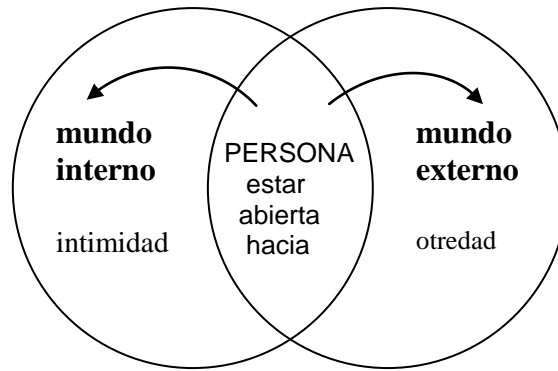 mundo
interno
intimidad
PERSONA
estar
abierta
hacia
mundo
externo
otredad